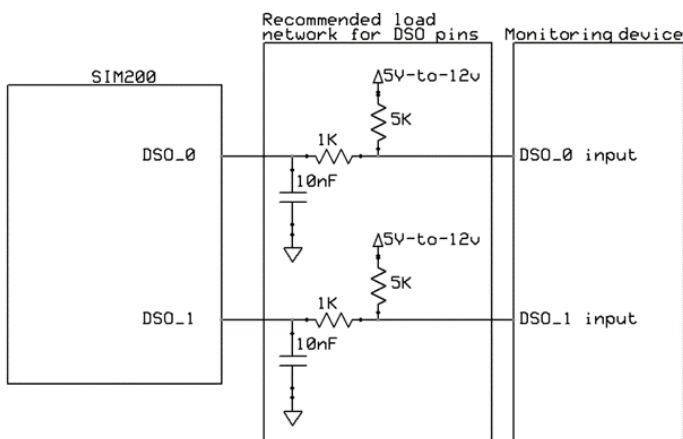 Recommended load
network for DSO pins
Monitoring device
SIM200
5V-to-12v
5K
1K
DSO_0
DSO_0 input
10nF
5V-to-12v
5K
1K
DSO_1
DSO_1 input
10nF